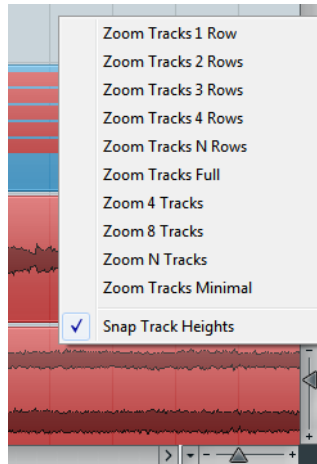 Zoom Tracks 1 Row
Zoom Tracks 2 Rows
Zoom Tracks 3 Rows
Zoom Tracks 4 Rows
Zoom Tracks N Rows
Zoom Tracks Full
Zoom 4 Tracks
Zoom 8 Tracks
Zoom N Tracks
Zoom Tracks Minimal
Snap Track Heights